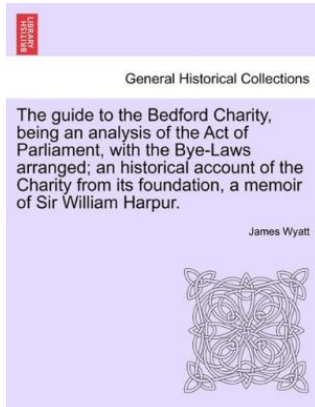 BRITISH
LIBRARY
General Historical Collections
The guide to the Bedford Charity,
being an analysis of the Act of
Parliament, with the Bye-Laws
arranged; an historical account of the
Charity from its foundation, a memoir
of Sir William Harpur.
James Wyatt